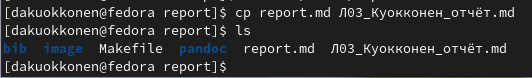 [dakuokkonen@fedora report]$ cp report.md Л03_Куокконен_отчёт.md
[dakuokkonen@fedora report]$ ls
bib image Makefile pandoc report.md Л03_Куокконен_отчёт.md
[dakuokkonen@fedora report]$